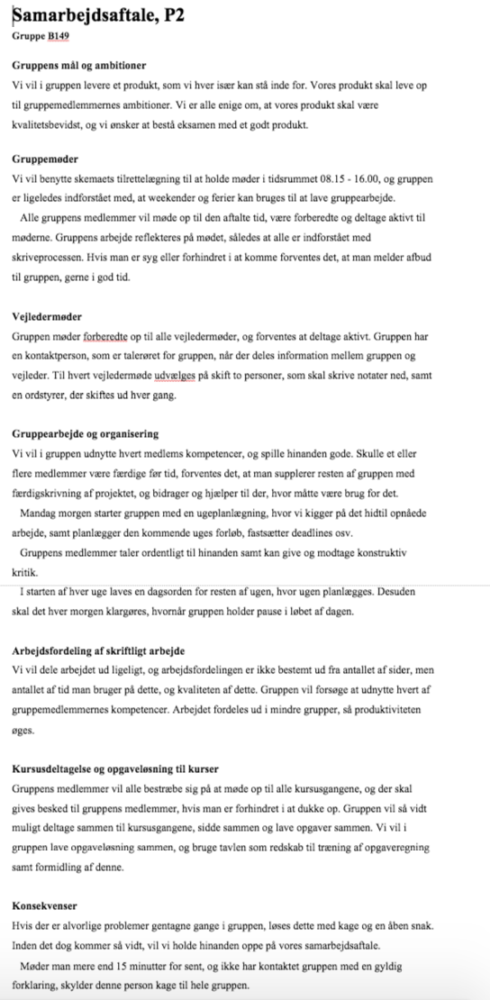 Samarbejdsaftale, P2
Gruppe B149
Gruppens mål og ambitioner
Vi vil i gruppen levere et produkt, som vi hver især kan stå inde for. Vores produkt skal leve op
til gruppemedlemmernes ambitioner. Vi er alle enige om, at vores produkt skal være
kvalitetsbevidst, og vi ønsker at bestå eksamen med et godt produkt.
Gruppemøder
Vi vil benytte skemaets tilrettelægning til at holde møder i tidsrummet 08.15 - 16.00, og gruppen
er ligeledes indforstået med, at weekender og ferier kan bruges til at lave gruppearbejde.
Alle gruppens medlemmer vil møde op til den aftalte tid, være forberedte og deltage aktivt til
møderne. Gruppens arbejde reflekteres på mødet, således at alle er indforstået med
skriveprocessen. Hvis man er syg eller forhindret i at komme forventes det, at man melder afbud
til gruppen, gerne i god tid.
Vejledermøder
Gruppen møder forberedte op til alle vejledermøder, og forventes at deltage aktivt. Gruppen har
en kontaktperson, som er talerøret for gruppen, når der deles information mellem gruppen og
vejleder. Til hvert vejledermøde udvælges på skift to personer, som skal skrive notater ned, samt
en ordstyrer, der skiftes ud hver gang.
Gruppearbejde og organisering
Vi vil i gruppen udnytte hvert medlems kompetencer, og spille hinanden gode. Skulle et eller
flere medlemmer være færdige før tid, forventes det, at man supplerer resten af gruppen med
færdigskrivning af projektet, og bidrager og hjælper til der, hvor måtte være brug for det.
Mandag morgen starter gruppen med en ugeplanlægning, hvor vi kigger på det hidtil opnåede
arbejde, samt planlægger den kommende uges forløb, fastsætter deadlines osv.
Gruppens medlemmer taler ordentligt til hinanden samt kan give og modtage konstruktiv
kritik.
I starten af hver uge laves en dagsorden for resten af ugen, hvor ugen planlægges. Desuden
skal det hver morgen klargøres, hvornår gruppen holder pause i løbet af dagen.
Arbejdsfordeling af skriftligt arbejde
Vi vil dele arbejdet ud ligeligt, og arbejdsfordelingen er ikke bestemt ud fra antallet af sider, men
antallet af tid man bruger på dette, og kvaliteten af dette. Gruppen vil forsøge at udnytte hvert af
gruppemedlemmernes kompetencer. Arbejdet fordeles ud i mindre grupper, så produktiviteten
øges.
Kursusdeltagelse og opgaveløsning til kurser
Gruppens medlemmer vil alle bestræbe sig på at møde op til alle kursusgangene, og der skal
gives besked til gruppens medlemmer, hvis man er forhindret i at dukke op. Gruppen vil så vidt
muligt deltage sammen til kursusgangene, sidde sammen og lave opgaver sammen. Vi vil i
gruppen lave opgaveløsning sammen, og bruge tavlen som redskab til træning af opgaveregning
samt formidling af denne.
Konsekvenser
Hvis der er alvorlige problemer gentagne gange i gruppen, løses dette med kage og en åben snak.
Inden det dog kommer så vidt, vil vi holde hinanden oppe på vores samarbejdsaftale.
Møder man mere end 15 minutter for sent, og ikke har kontaktet gruppen med en gyldig
forklaring, skylder denne person kage til hele gruppen.